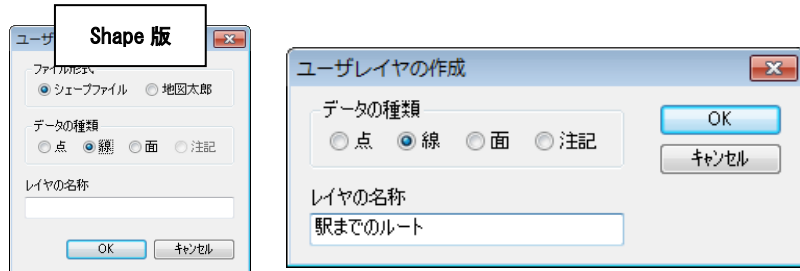 Shape 版
ユーザ
ファイル形式
シェープファイル 地図太郎
データの種類
点 線 面 注記
レイヤの名称
OK キャンセル
ユーザレイヤの作成
データの種類
点 線 面 注記
OK
キャンセル
レイヤの名称
駅までのルート